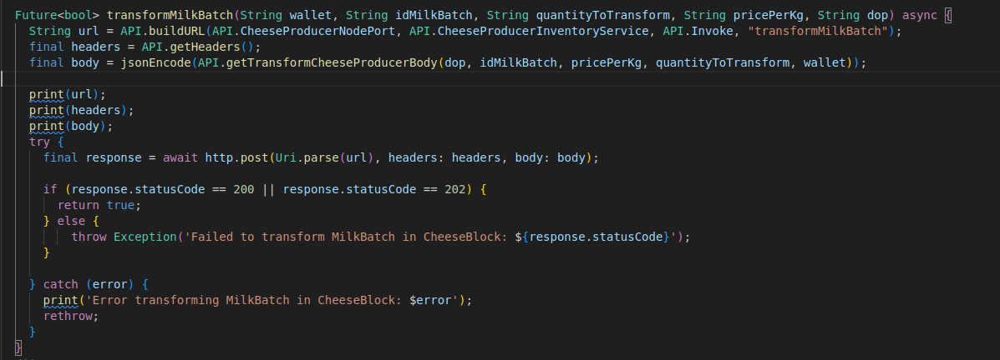 Future<bool> transformMilkBatch(String wallet, String idMilkBatch, String quantityToTransform, String pricePerKg, String dop) async {
String url = API.buildURL(API.CheeseProducerNodePort, API.CheeseProducerInventoryService, API.Invoke, "transformMilkBatch");
final headers = API.getHeaders();
final body = jsonEncode(API.getTransformCheeseProducerBody(dop, idMilkBatch, pricePerKg, quantityToTransform, wallet));
print(url);
print(headers);
print(body);
try {
final response = await http.post(Uri.parse(url), headers: headers, body: body);
if (response.statusCode == 200 || response.statusCode == 202) {
return true;
} else {
throw Exception('Failed to transform MilkBatch in CheeseBlock: ${response.statusCode}');
}
} catch (error) {
print('Error transforming MilkBatch in CheeseBlock: $error');
rethrow;
}
}